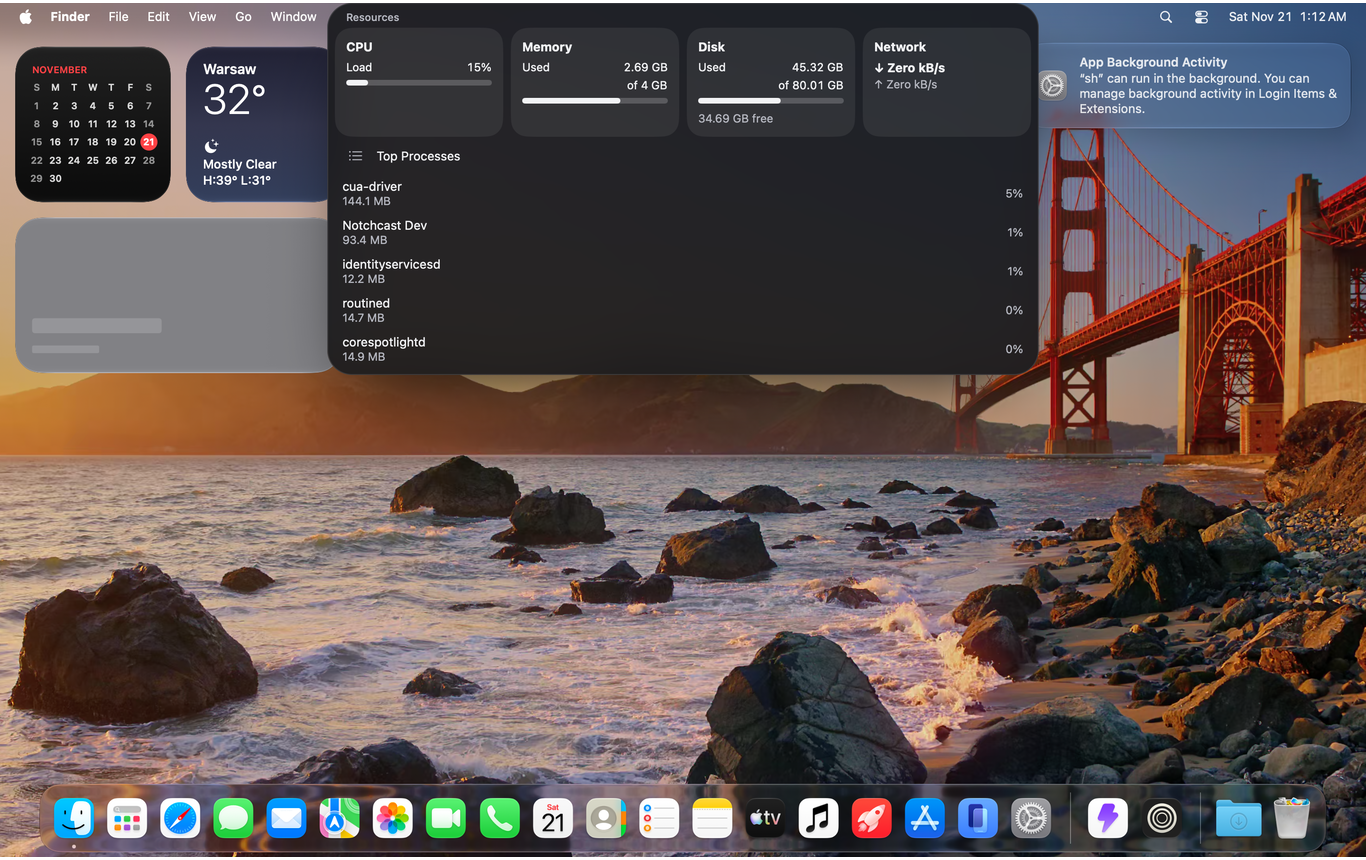 Finder File Edit View Go Window
Sat Nov 21 1:12 AM
NOVEMBER
S M T W T F S
1 2 3 4 5 6 7
8 9 10 11 12 13 14
15 16 17 18 19 20 21
22 23 24 25 26 27 28
29 30
Warsaw
32°
Mostly Clear
H:39° L:31°
Resources
CPU
Load 15%
Memory
Used 2.69 GB
of 4 GB
Disk
Used 45.32 GB
of 80.01 GB
34.69 GB free
Network
↓ Zero kB/s
↑ Zero kB/s
Top Processes
cua-driver
144.1 MB
5%
Notchcast Dev
93.4 MB
1%
identityservicesd
12.2 MB
1%
routined
14.7 MB
0%
corespotlightd
14.9 MB
0%
App Background Activity
“sh” can run in the background. You can
manage background activity in Login Items &
Extensions.
Sat
21
tv